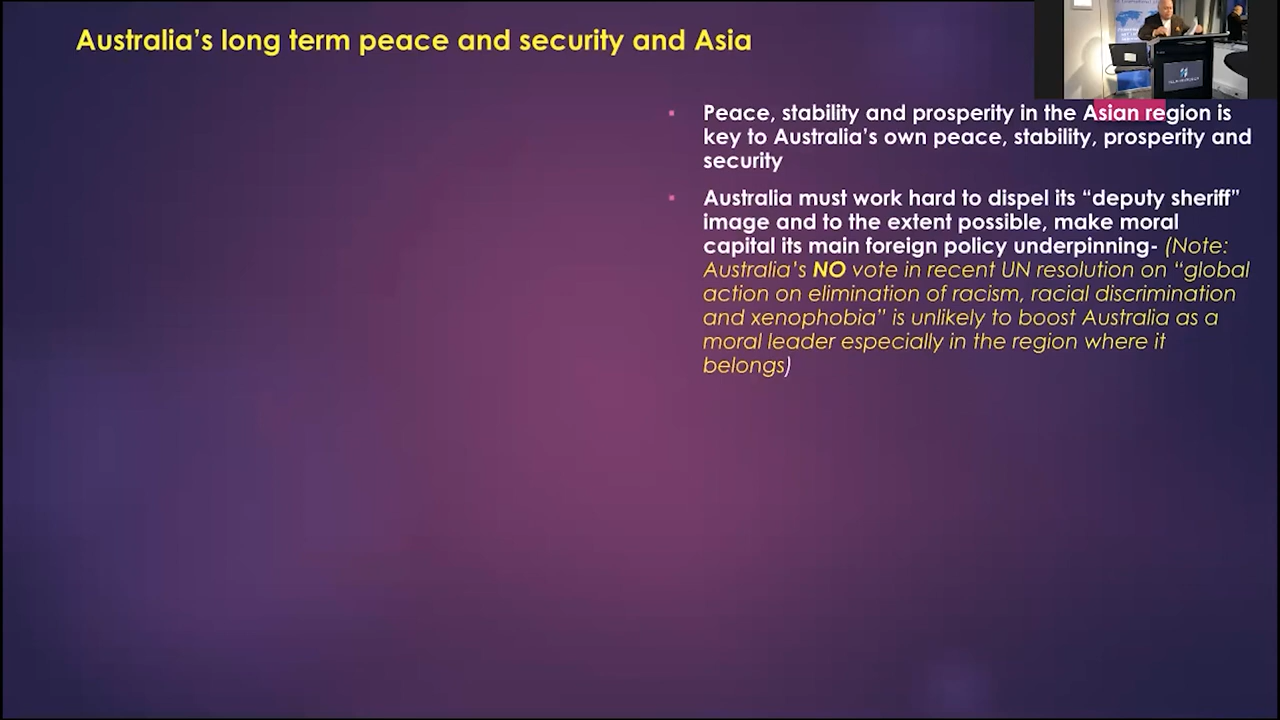 Australia’s long term peace and security and Asia
Peace, stability and prosperity in the Asian region is
key to Australia’s own peace, stability, prosperity and
security
Australia must work hard to dispel its “deputy sheriff”
image and to the extent possible, make moral
capital its main foreign policy underpinning- (Note:
Australia’s NO vote in recent UN resolution on “global
action on elimination of racism, racial discrimination
and xenophobia” is unlikely to boost Australia as a
moral leader especially in the region where it
belongs)